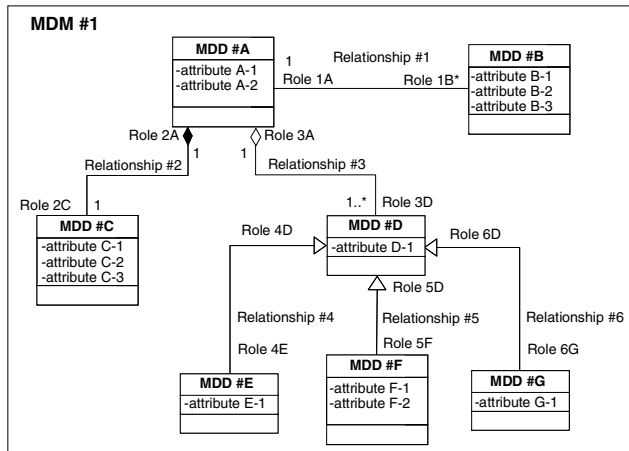 MDM #1
MDD #A
-attribute A-1
-attribute A-2
1
Relationship #1
Role 1A
Role 1B*
MDD #B
-attribute B-1
-attribute B-2
-attribute B-3
Role 2A
Role 3A
1
1
Relationship #2
Relationship #3
Role 2C
1
1..*
Role 3D
MDD #C
-attribute C-1
-attribute C-2
-attribute C-3
MDD #D
-attribute D-1
Role 4D
Role 6D
Role 5D
Relationship #4
Relationship #5
Relationship #6
Role 4E
Role 5F
Role 6G
MDD #E
-attribute E-1
MDD #F
-attribute F-1
-attribute F-2
MDD #G
-attribute G-1